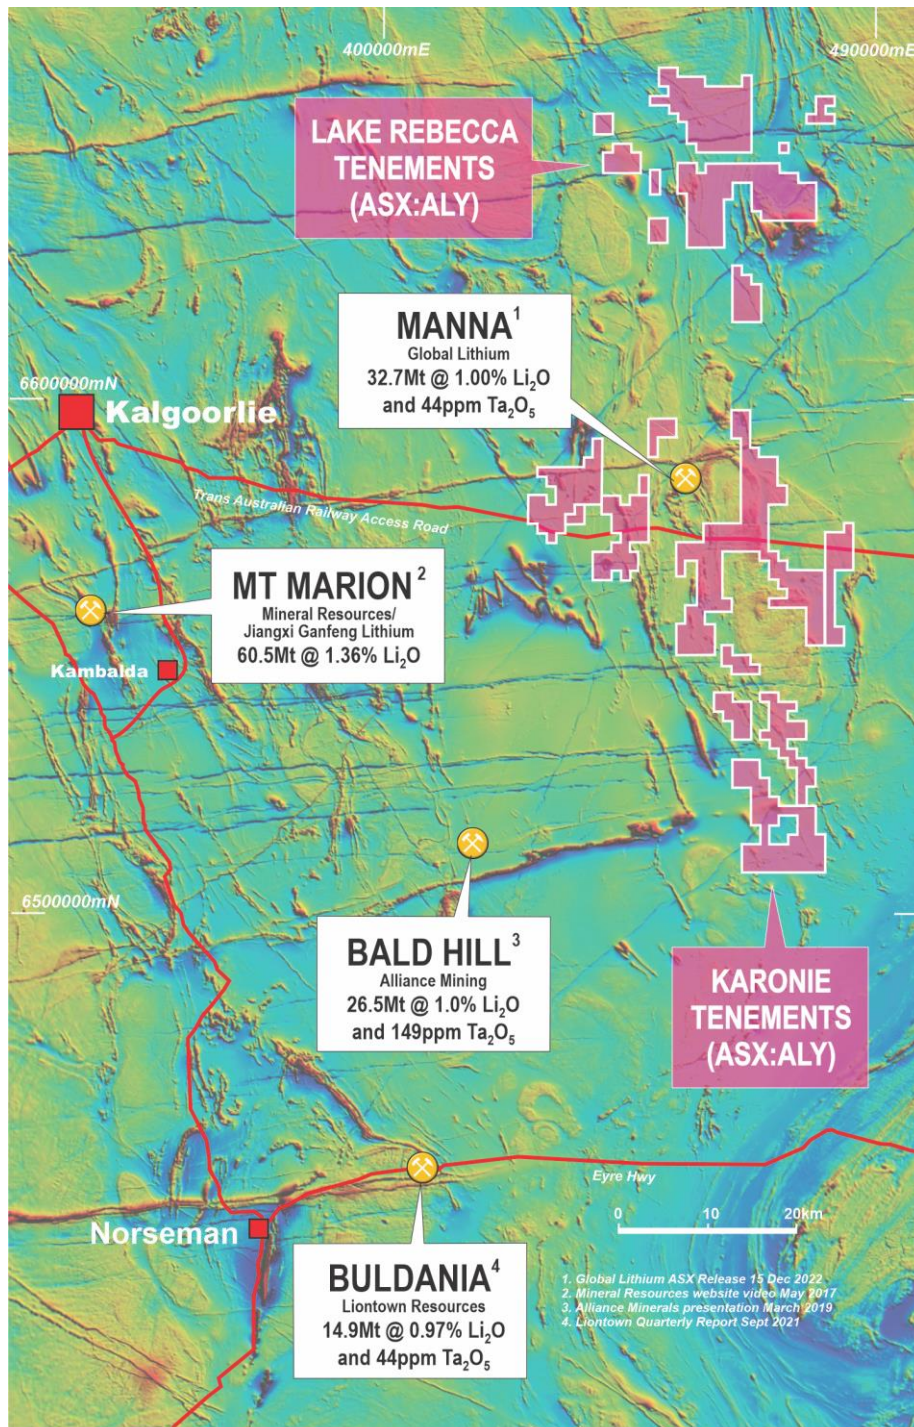 400000mE
490000mE
LAKE REBECCA
TENEMENTS
(ASX:ALY)
MANNA¹
Global Lithium
32.7Mt @ 1.00% Li₂O
and 44ppm Ta₂O₅
6600000mN
Kalgoorlie
Trans Australian Railway Access Road
MT MARION²
Mineral Resources/
Jiangxi Ganfeng Lithium
60.5Mt @ 1.36% Li₂O
Kambalda
6500000mN
BALD HILL³
Alliance Mining
26.5Mt @ 1.0% Li₂O
and 149ppm Ta₂O₅
KARONIE
TENEMENTS
(ASX:ALY)
Eyre Hwy
Norseman
0 10 20km
BULDANIA⁴
Liontown Resources
14.9Mt @ 0.97% Li₂O
and 44ppm Ta₂O₅
1. Global Lithium ASX Release 15 Dec 2022
2. Mineral Resources website video May 2017
3. Alliance Minerals presentation March 2019
4. Liontown Quarterly Report Sept 2021